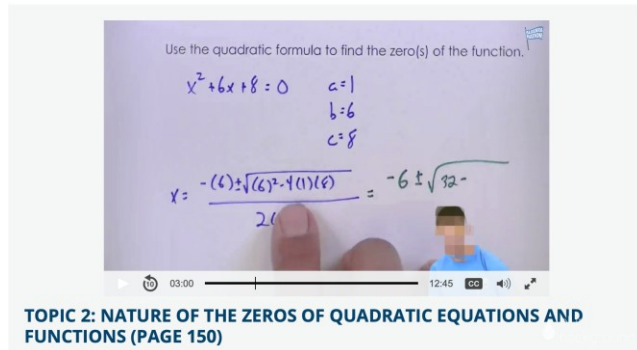 Use the quadratic formula to find the zero(s) of the function.
x²+6x+8=0 a=1
b=6
c=8
x= -(6)±√(6)²-4(1)(8) / 2( = -6±√32-
10 03:00 12:45 CC
TOPIC 2: NATURE OF THE ZEROS OF QUADRATIC EQUATIONS AND
FUNCTIONS (PAGE 150)